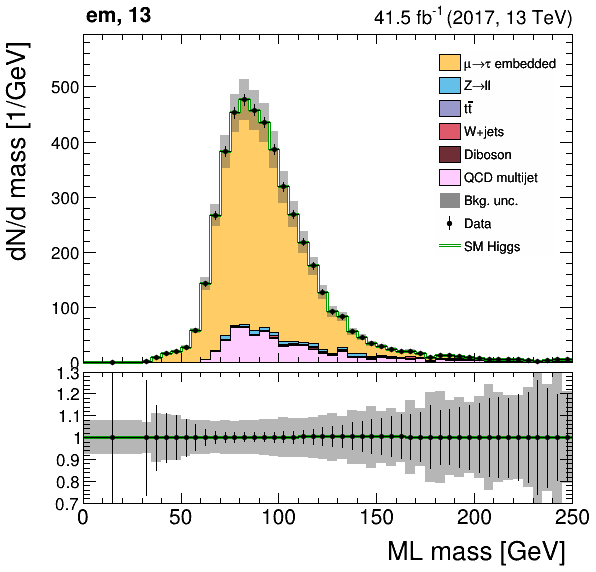 em, 13
41.5 fb⁻¹ (2017, 13 TeV)
dN/d mass [1/GeV]
500
400
300
200
100
0
μ→τ embedded
Z→ll
tt̅
W+jets
Diboson
QCD multijet
Bkg. unc.
Data
SM Higgs
1.3
1.2
1.1
1
0.9
0.8
0.7
0 50 100 150 200 250
ML mass [GeV]